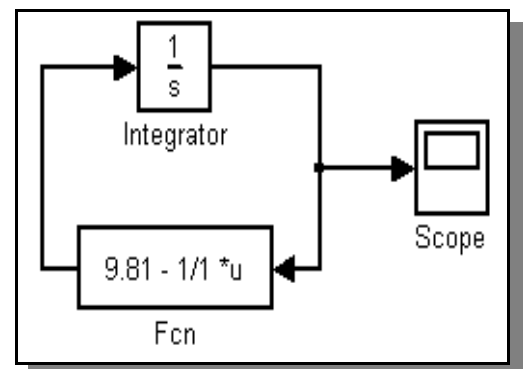 1
s
Integrator
Scope
9.81 - 1/1 *u
Fcn